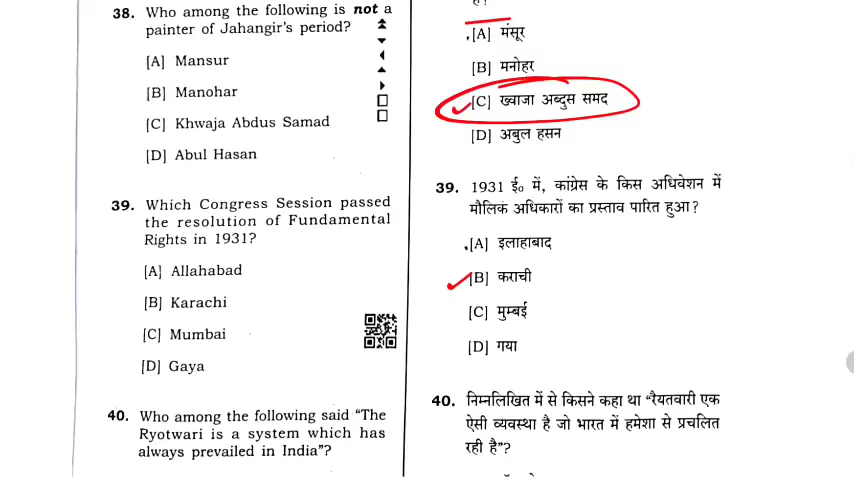 38. Who among the following is not a
painter of Jahangir's period?
[A] Mansur
[B] Manohar
[C] Khwaja Abdus Samad
[D] Abul Hasan
39. Which Congress Session passed
the resolution of Fundamental
Rights in 1931?
[A] Allahabad
[B] Karachi
[C] Mumbai
[D] Gaya
40. Who among the following said “The
Ryotwari is a system which has
always prevailed in India”?
[A] मंसूर
[B] मनोहर
[C] ख्वाजा अब्दुस समद
[D] अबुल हसन
39. 1931 ई० में, कांग्रेस के किस अधिवेशन में
मौलिक अधिकारों का प्रस्ताव पारित हुआ?
[A] इलाहाबाद
[B] कराची
[C] मुम्बई
[D] गया
40. निम्नलिखित में से किसने कहा था “रैयतवारी एक
ऐसी व्यवस्था है जो भारत में हमेशा से प्रचलित
रही है”?